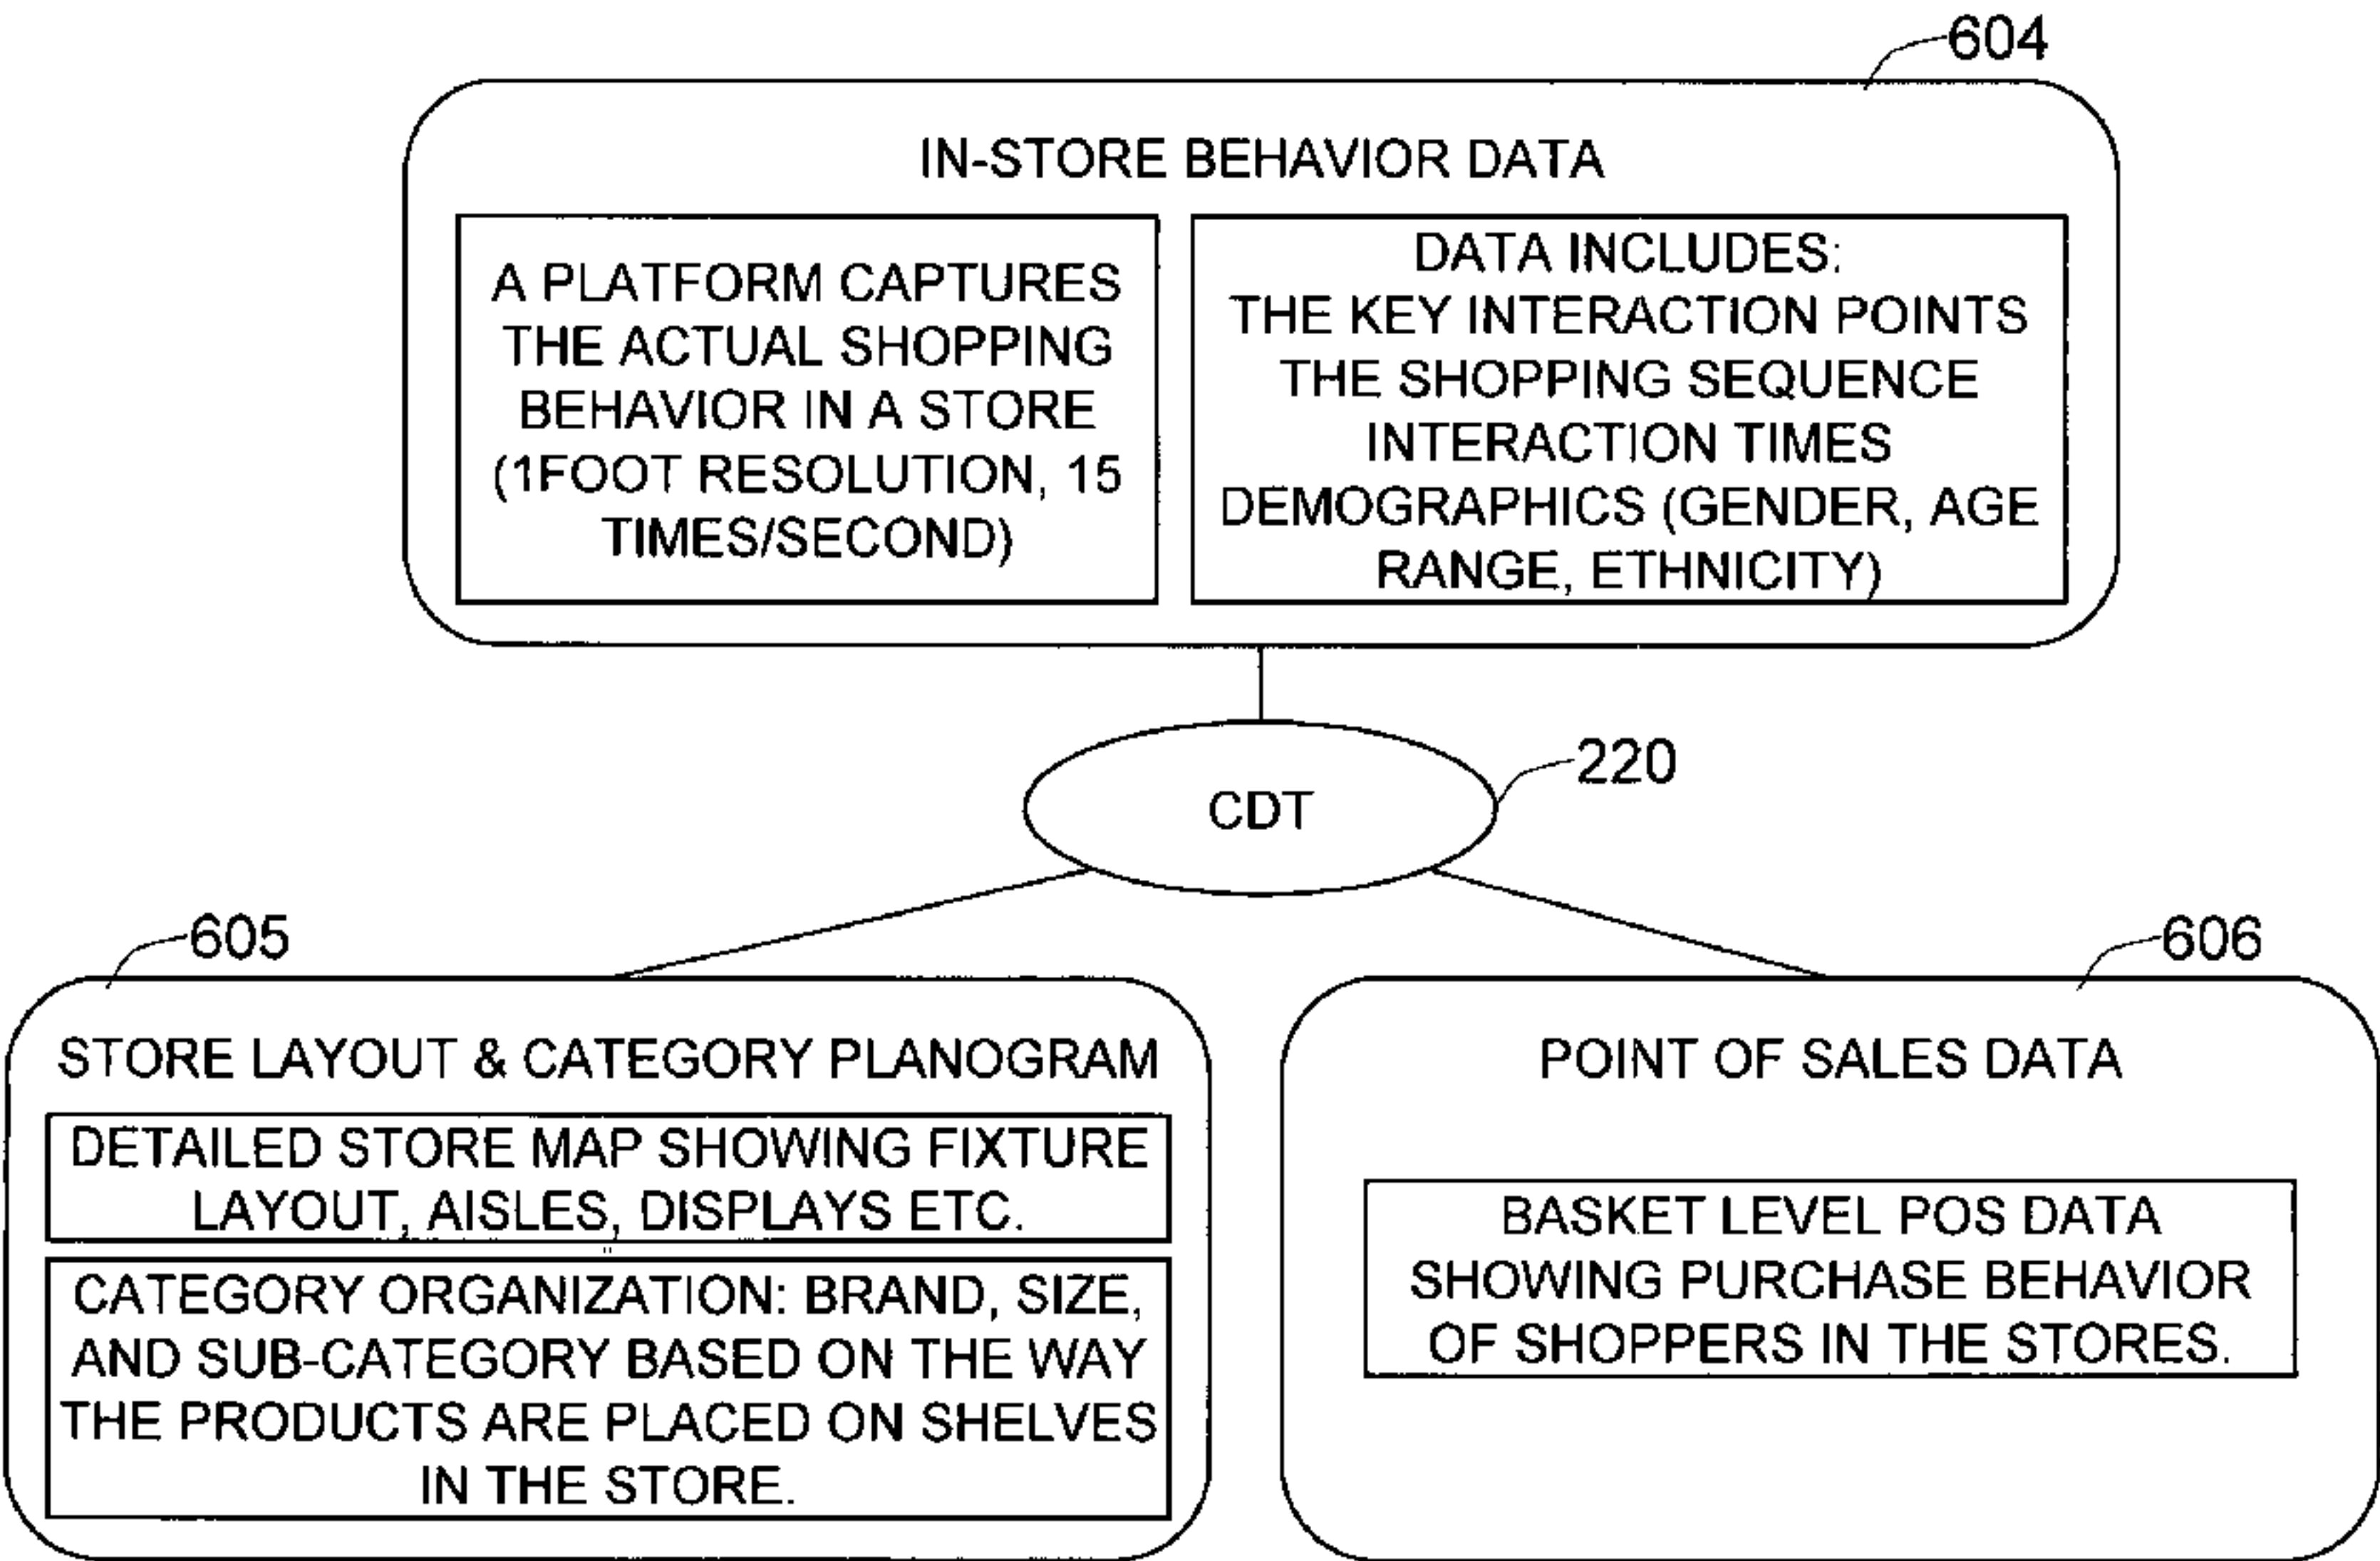 604
IN-STORE BEHAVIOR DATA
A PLATFORM CAPTURES
THE ACTUAL SHOPPING
BEHAVIOR IN A STORE
(1FOOT RESOLUTION, 15
TIMES/SECOND)
DATA INCLUDES:
THE KEY INTERACTION POINTS
THE SHOPPING SEQUENCE
INTERACTION TIMES
DEMOGRAPHICS (GENDER, AGE
RANGE, ETHNICITY)
220
CDT
605
STORE LAYOUT & CATEGORY PLANOGRAM
DETAILED STORE MAP SHOWING FIXTURE
LAYOUT, AISLES, DISPLAYS ETC.
CATEGORY ORGANIZATION: BRAND, SIZE,
AND SUB-CATEGORY BASED ON THE WAY
THE PRODUCTS ARE PLACED ON SHELVES
IN THE STORE.
606
POINT OF SALES DATA
BASKET LEVEL POS DATA
SHOWING PURCHASE BEHAVIOR
OF SHOPPERS IN THE STORES.